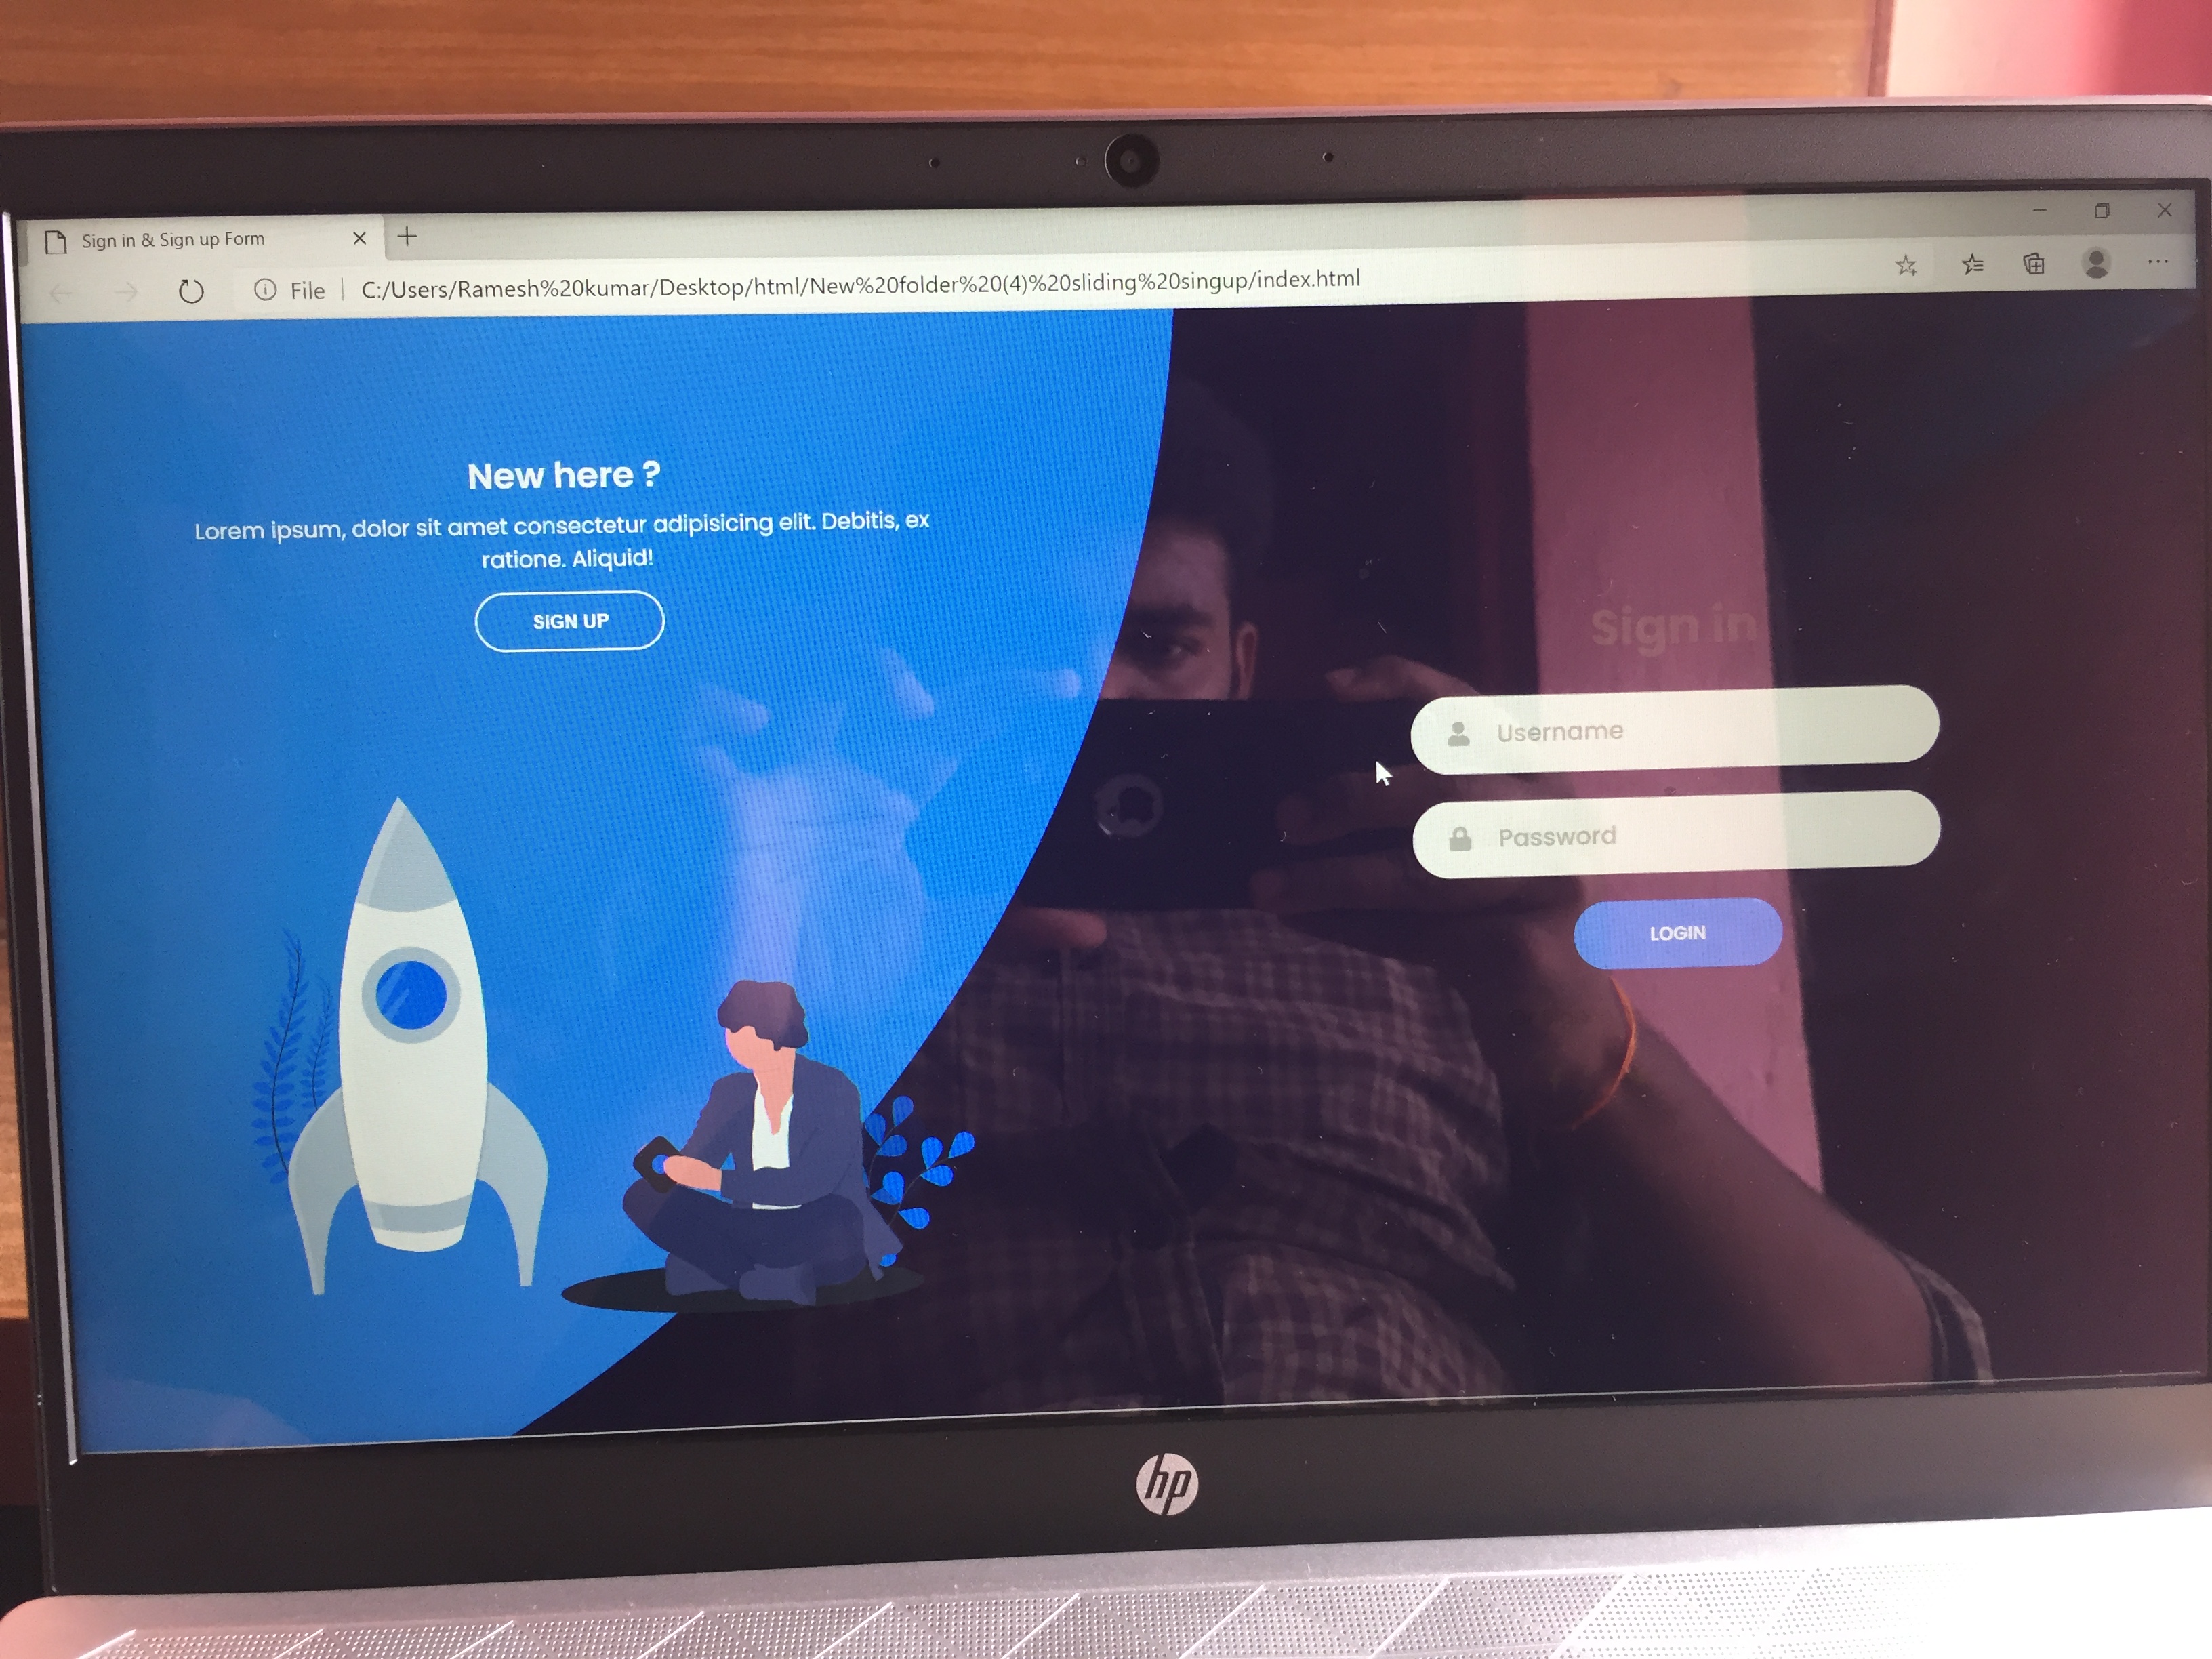 Sign in & Sign up Form
File
C:/Users/Ramesh%20kumar/Desktop/html/New%20folder%20(4)%20sliding%20singup/index.html
New here ?
Lorem ipsum, dolor sit amet consectetur adipisicing elit. Debitis, ex
ratione. Aliquid!
SIGN UP
Sign in
Username
Password
LOGIN
hp